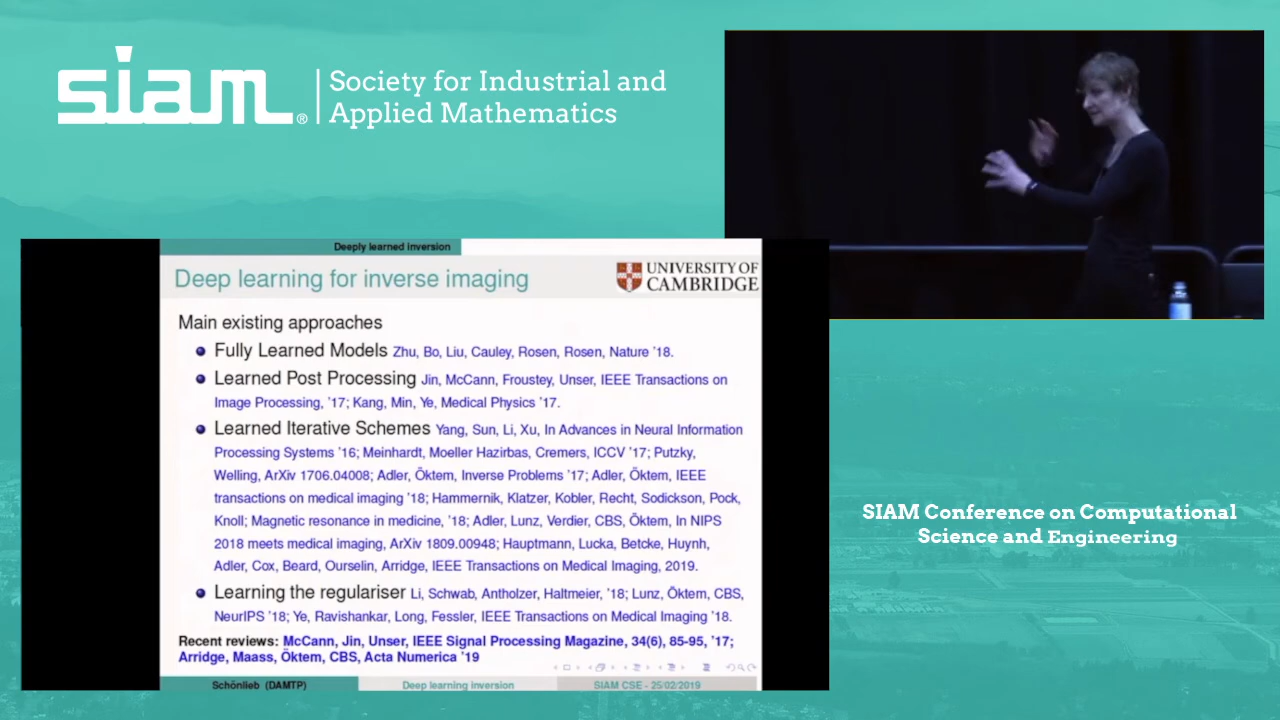 siam®
Society for Industrial and
Applied Mathematics
Deeply learned inversion
Deep learning for inverse imaging
UNIVERSITY OF
CAMBRIDGE
Main existing approaches
Fully Learned Models Zhu, Bo, Liu, Cauley, Rosen, Rosen, Nature '18.
Learned Post Processing Jin, McCann, Froustey, Unser, IEEE Transactions on
Image Processing, '17; Kang, Min, Ye, Medical Physics '17.
Learned Iterative Schemes Yang, Sun, Li, Xu, In Advances in Neural Information
Processing Systems '16; Meinhardt, Moeller Hazirbas, Cremers, ICCV '17; Putzky,
Welling, ArXiv 1706.04008; Adler, Öktem, Inverse Problems '17; Adler, Öktem, IEEE
transactions on medical imaging '18; Hammernik, Klatzer, Kobler, Recht, Sodickson, Pock,
Knoll; Magnetic resonance in medicine, '18; Adler, Lunz, Verdier, CBS, Öktem, In NIPS
2018 meets medical imaging, ArXiv 1809.00948; Hauptmann, Lucka, Betcke, Huynh,
Adler, Cox, Beard, Ourselin, Arridge, IEEE Transactions on Medical Imaging, 2019.
Learning the regulariser Li, Schwab, Antholzer, Haltmeier, '18; Lunz, Öktem, CBS,
NeurIPS '18; Ye, Ravishankar, Long, Fessler, IEEE Transactions on Medical Imaging '18.
Recent reviews: McCann, Jin, Unser, IEEE Signal Processing Magazine, 34(6), 85-95, '17;
Arridge, Maass, Öktem, CBS, Acta Numerica '19
Schönlieb (DAMTP)
Deep learning inversion
SIAM CSE - 25/02/2019
SIAM Conference on Computational
Science and Engineering